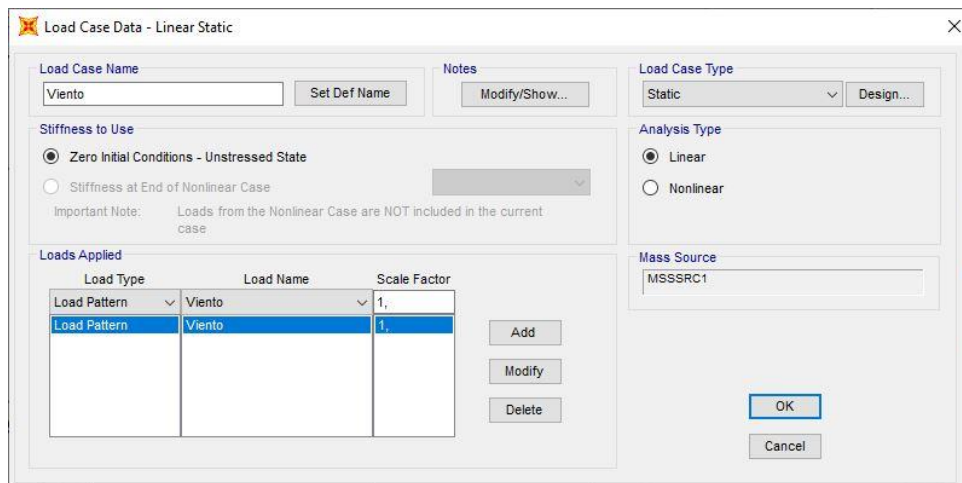 Load Case Data - Linear Static
Load Case Name
Viento
Set Def Name
Notes
Modify/Show...
Load Case Type
Static
Design...
Stiffness to Use
Zero Initial Conditions - Unstressed State
Stiffness at End of Nonlinear Case
Important Note: Loads from the Nonlinear Case are NOT included in the current
case
Analysis Type
Linear
Nonlinear
Loads Applied
Load Type Load Name Scale Factor
Load Pattern Viento 1,
Load Pattern Viento 1,
Add
Modify
Delete
Mass Source
MSSSRC1
OK
Cancel